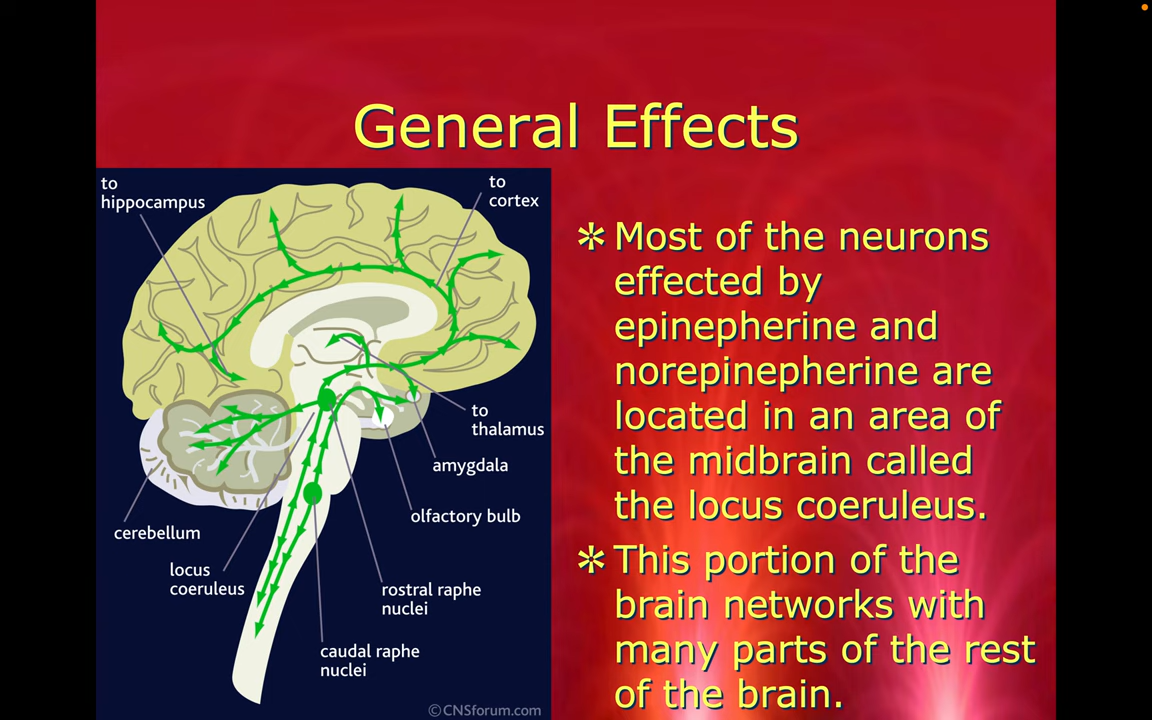 General Effects
to
hippocampus
to
cortex
to
thalamus
amygdala
olfactory bulb
cerebellum
locus
coeruleus
rostral raphe
nuclei
caudal raphe
nuclei
©CNSforum.com
✲ Most of the neurons
effected by
epinepherine and
norepinepherine are
located in an area of
the midbrain called
the locus coeruleus.
✲ This portion of the
brain networks with
many parts of the rest
of the brain.